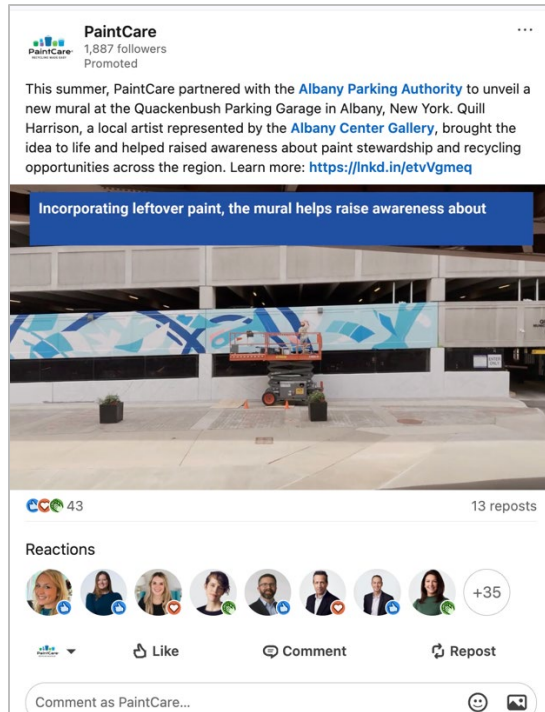 PaintCare
1,887 followers
Promoted
This summer, PaintCare partnered with the Albany Parking Authority to unveil a
new mural at the Quackenbush Parking Garage in Albany, New York. Quill
Harrison, a local artist represented by the Albany Center Gallery, brought the
idea to life and helped raised awareness about paint stewardship and recycling
opportunities across the region. Learn more: https://lnkd.in/etvVgmeq
Incorporating leftover paint, the mural helps raise awareness about
43
13 reposts
Reactions
+35
Like
Comment
Repost
Comment as PaintCare...